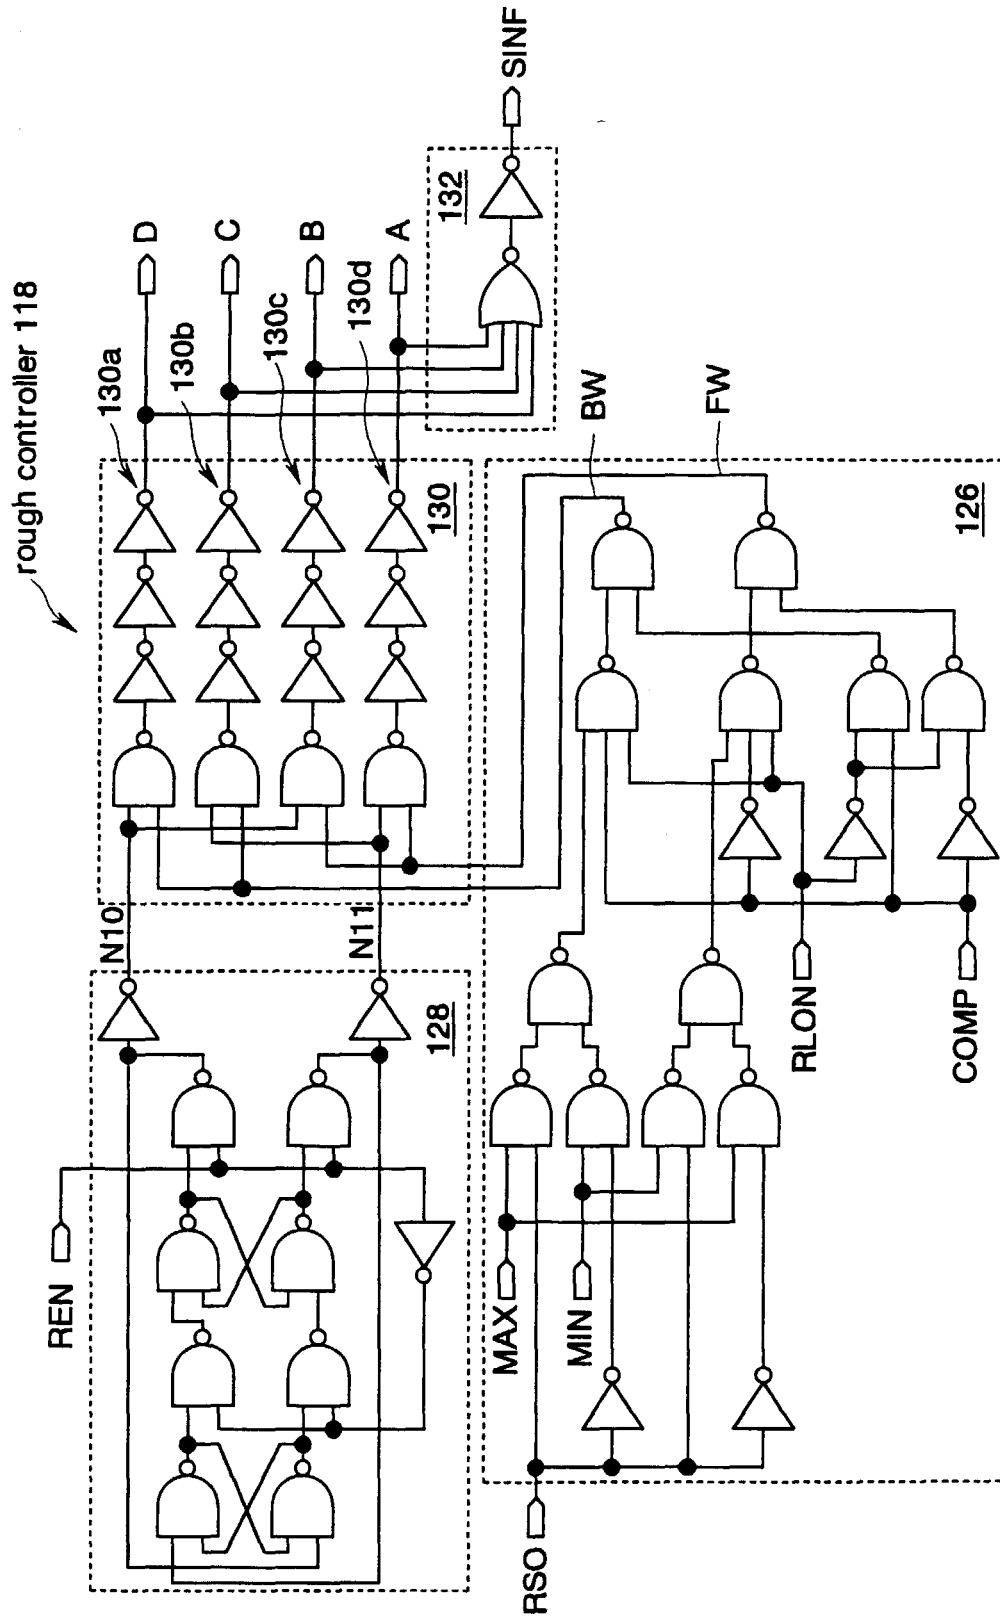 rough controller 118
REN
N10
N11
128
130a
130b
130c
130d
130
D
C
B
A
132
SINF
BW
FW
RSO
MAX
MIN
RLON
COMP
126